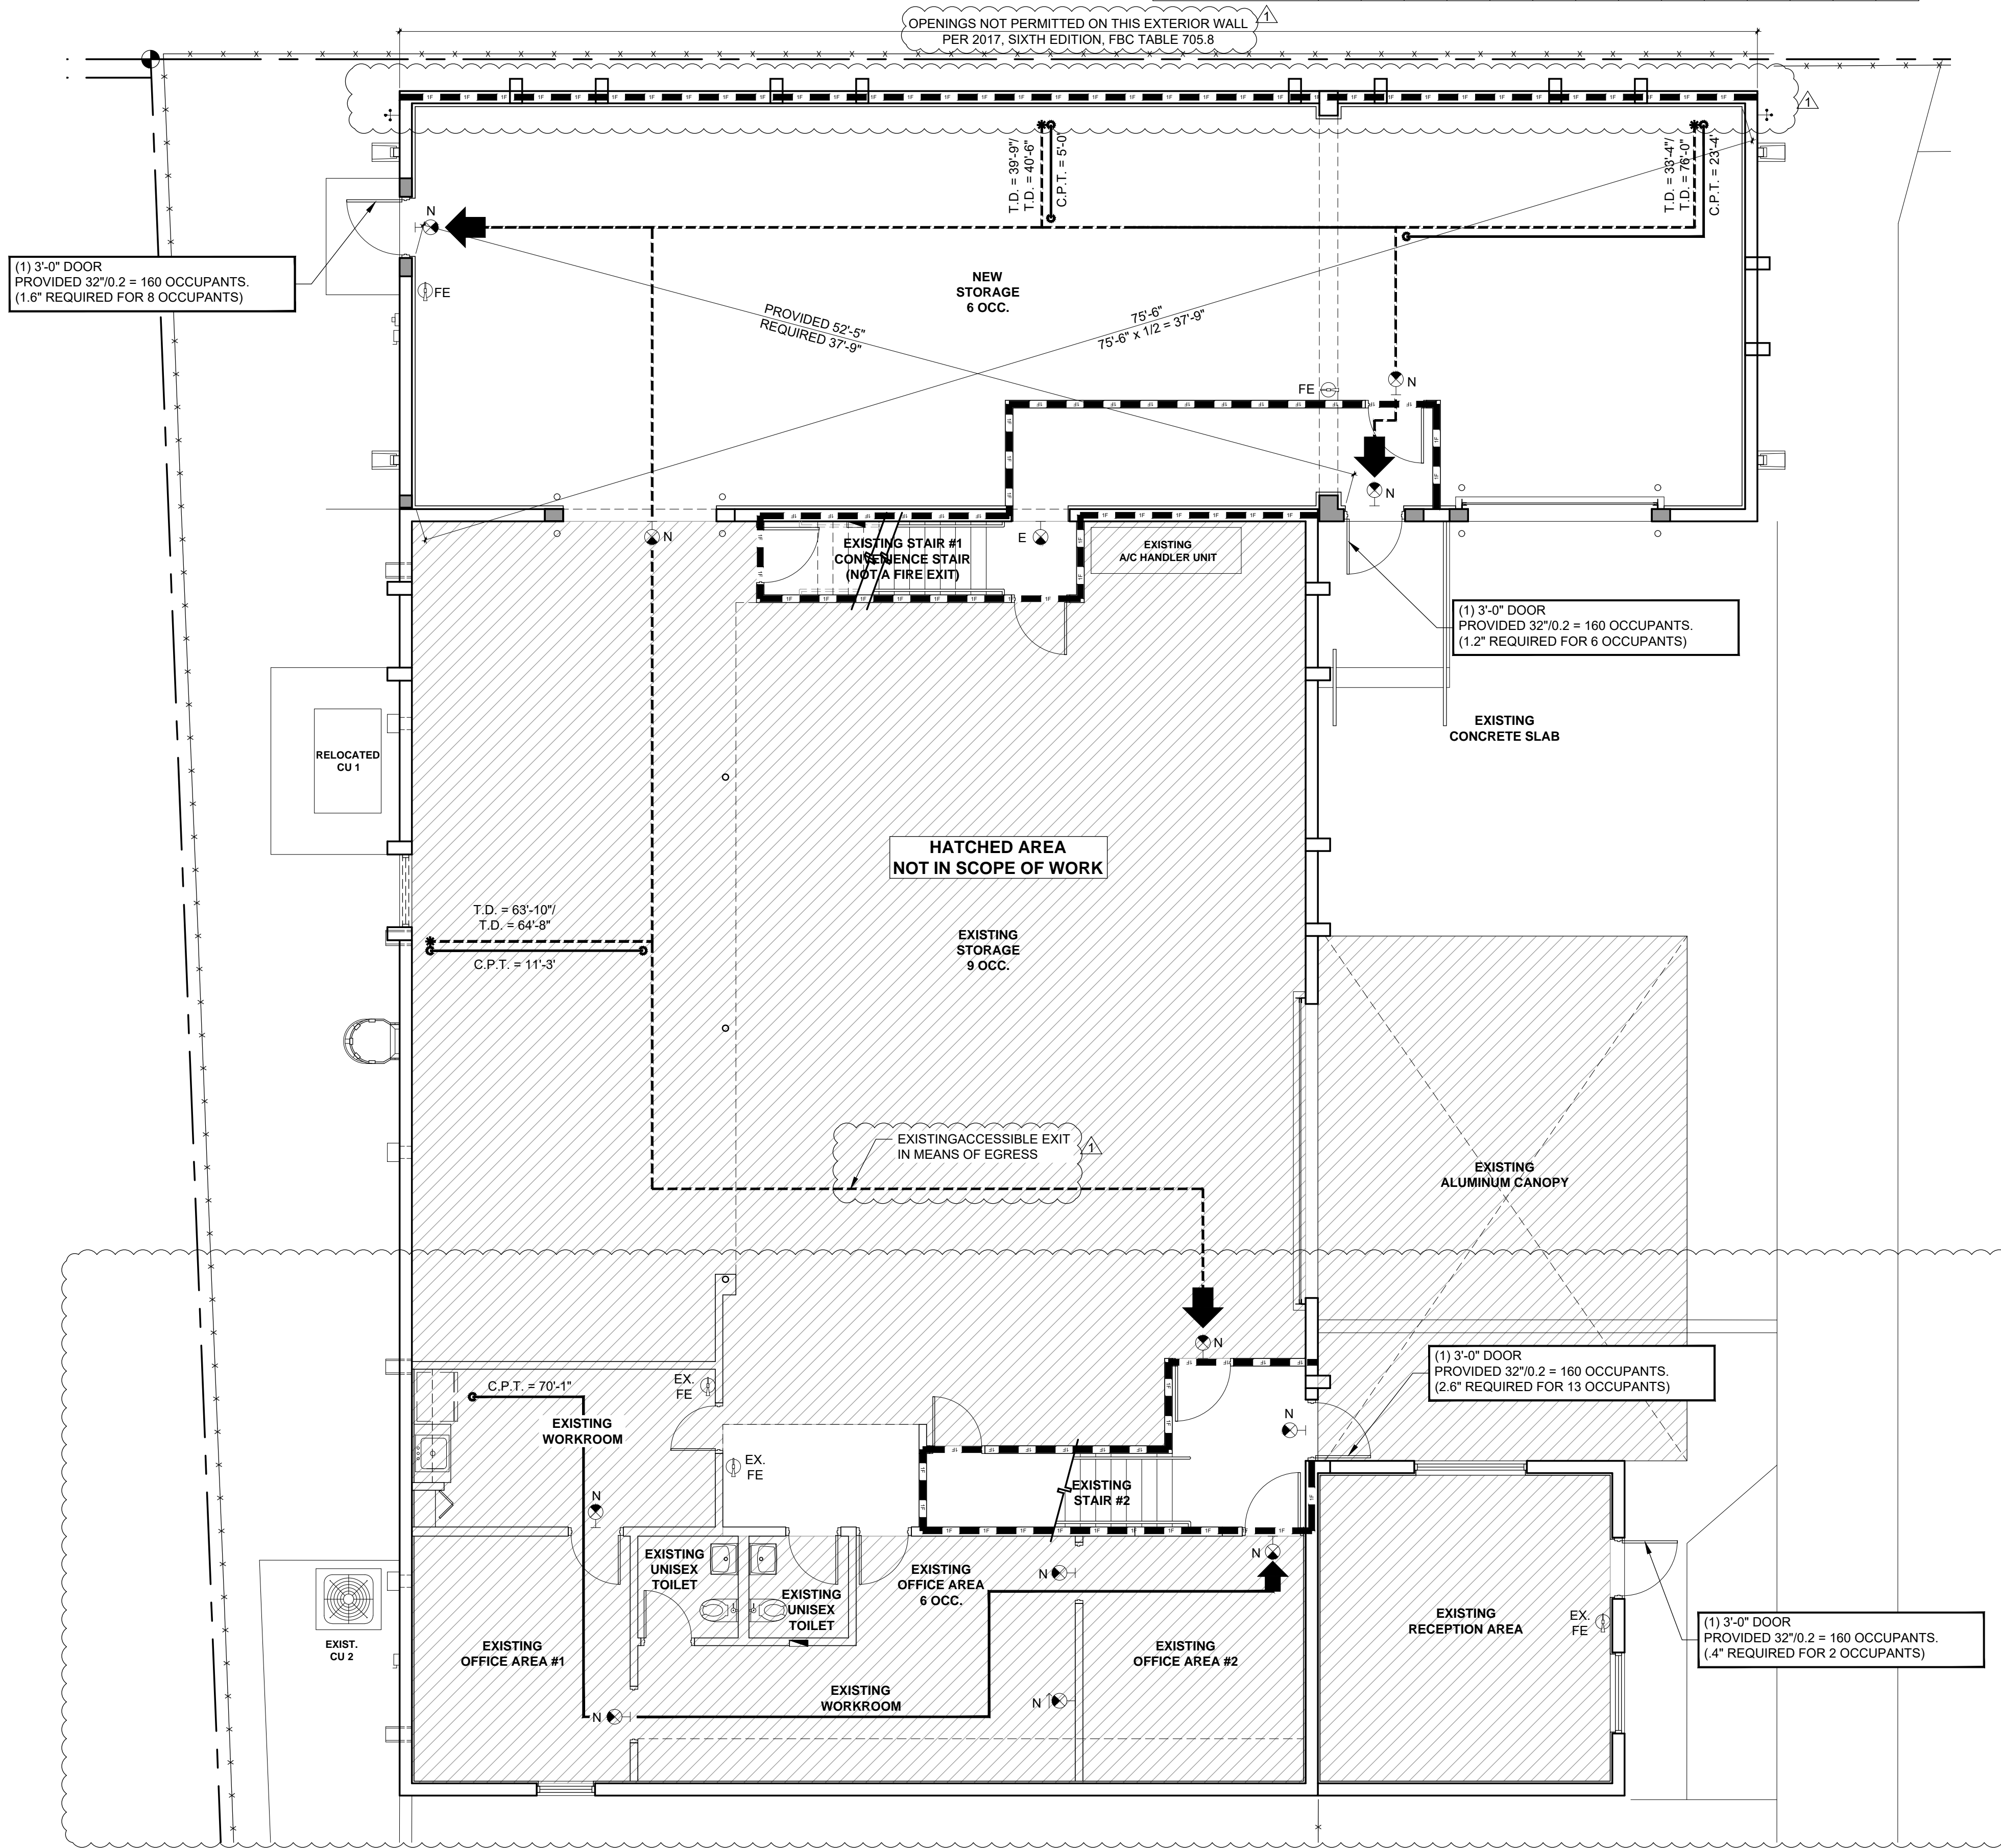 OPENINGS NOT PERMITTED ON THIS EXTERIOR WALL
PER 2017, SIXTH EDITION, FBC TABLE 705.8
1
1
T.D. = 39'-9"/
T.D. = 40'-6"
C.P.T. = 5'-0"
T.D. = 33'-4"/
T.D. = 76'-0"
C.P.T. = 23'-4'
N
(1) 3'-0" DOOR
PROVIDED 32"/0.2 = 160 OCCUPANTS.
(1.6" REQUIRED FOR 8 OCCUPANTS)
FE
NEW
STORAGE
6 OCC.
PROVIDED 52'-5"
REQUIRED 37'-9"
75'-6"
75'-6" x 1/2 = 37'-9"
FE
N
N
N
EXISTING STAIR #1
CONVENIENCE STAIR
(NOT A FIRE EXIT)
E
EXISTING
A/C HANDLER UNIT
(1) 3'-0" DOOR
PROVIDED 32"/0.2 = 160 OCCUPANTS.
(1.2" REQUIRED FOR 6 OCCUPANTS)
EXISTING
CONCRETE SLAB
RELOCATED
CU 1
HATCHED AREA
NOT IN SCOPE OF WORK
T.D. = 63'-10"/
T.D. = 64'-8"
C.P.T. = 11'-3'
EXISTING
STORAGE
9 OCC.
EXISTINGACCESSIBLE EXIT
IN MEANS OF EGRESS
1
EXISTING
ALUMINUM CANOPY
N
(1) 3'-0" DOOR
PROVIDED 32"/0.2 = 160 OCCUPANTS.
(2.6" REQUIRED FOR 13 OCCUPANTS)
C.P.T. = 70'-1"
EX.
FE
EXISTING
WORKROOM
N
EX.
FE
N
EXISTING
STAIR #2
EXISTING
UNISEX
TOILET
EXISTING
UNISEX
TOILET
EXISTING
OFFICE AREA
6 OCC.
N
N
EXIST.
CU 2
EXISTING
OFFICE AREA #1
EXISTING
WORKROOM
EXISTING
OFFICE AREA #2
N
N
EXISTING
RECEPTION AREA
EX.
FE
(1) 3'-0" DOOR
PROVIDED 32"/0.2 = 160 OCCUPANTS.
(.4" REQUIRED FOR 2 OCCUPANTS)